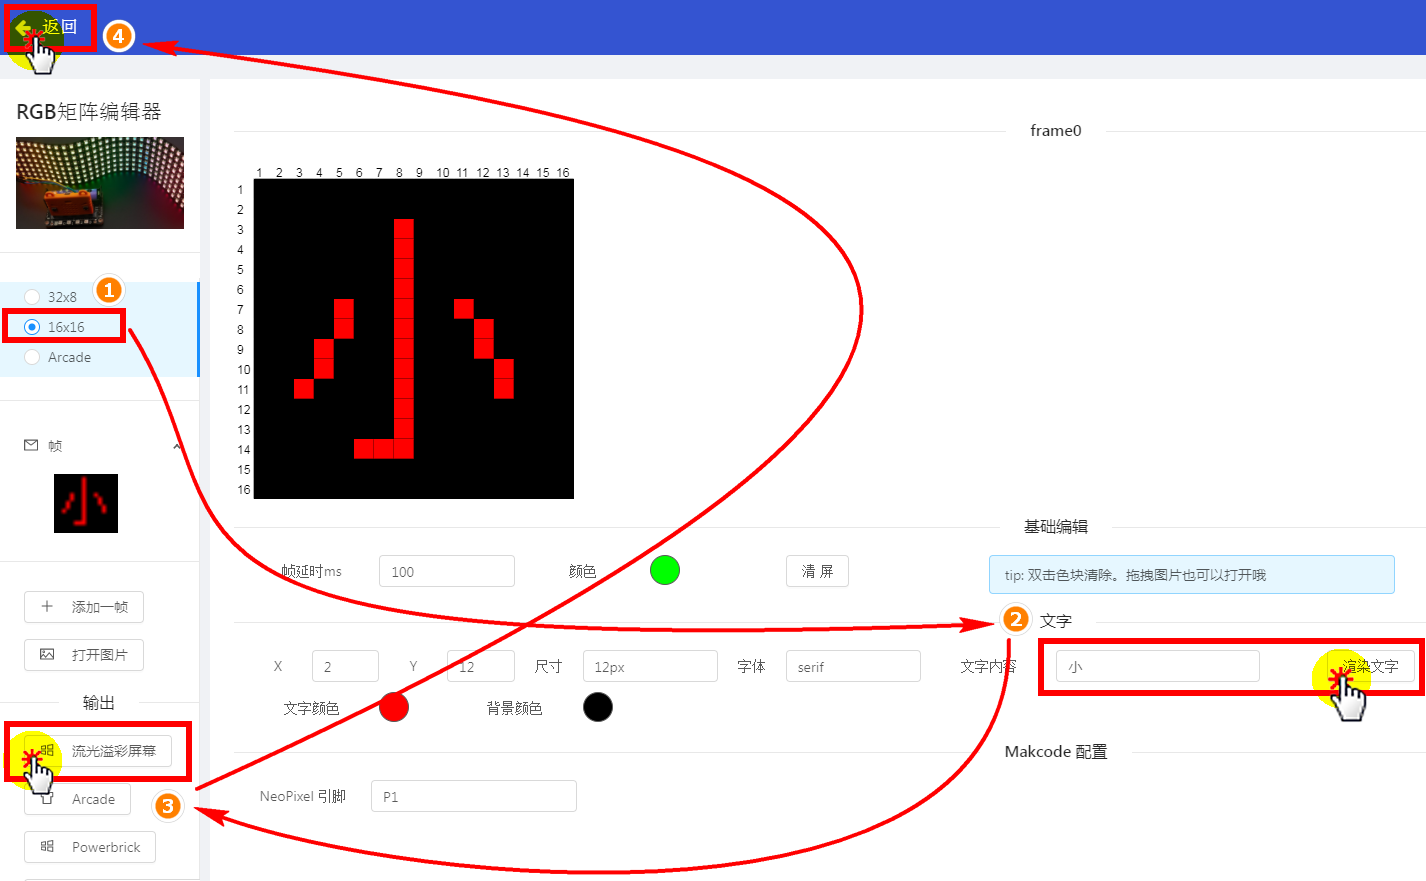 返回
4
RGB矩阵编辑器
frame0
1 2 3 4 5 6 7 8 9 10 11 12 13 14 15 16
1
2
3
4
5
6
7
8
9
10
11
12
13
14
15
16
32x8
1
16x16
Arcade
帧
基础编辑
帧延时ms
100
颜色
清 屏
tip: 双击色块清除。拖拽图片也可以打开哦
添加一帧
2
文字
打开图片
X
2
Y
12
尺寸
12px
字体
serif
文字内容
小
渲染文字
输出
文字颜色
背景颜色
流光溢彩屏幕
Makcode 配置
Arcade
3
NeoPixel 引脚
P1
Powerbrick